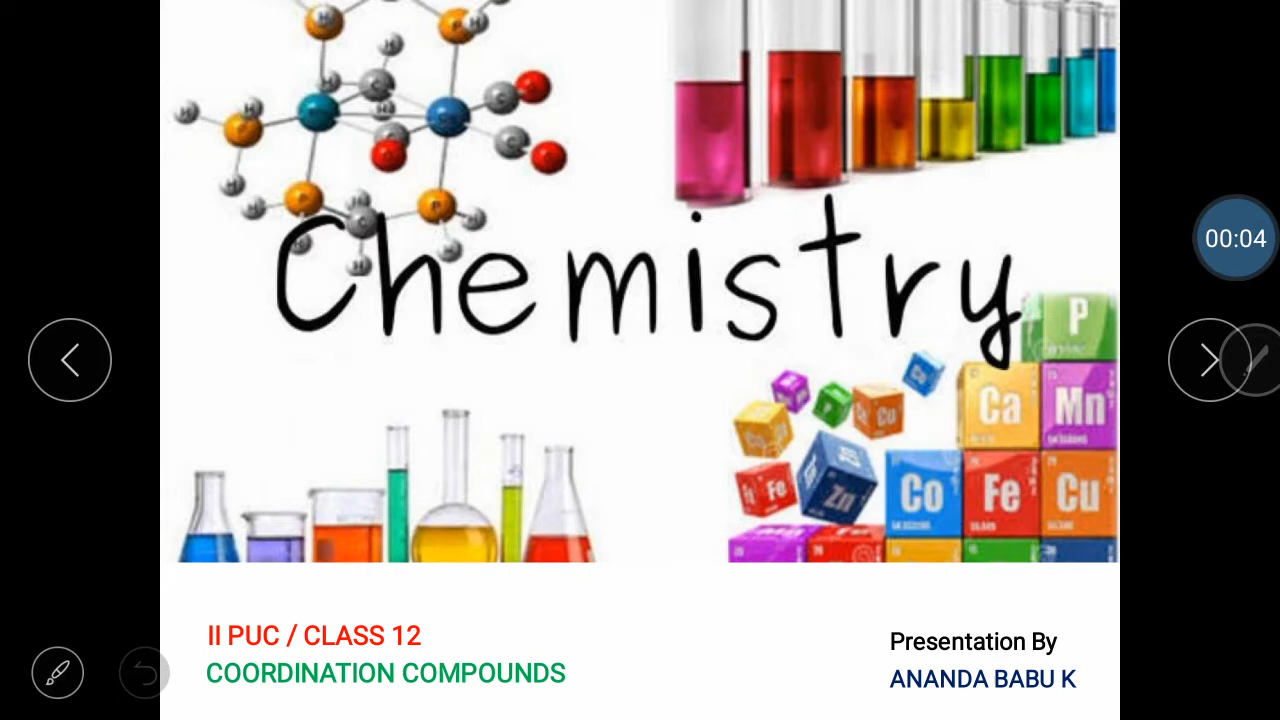 Chemistry
00:04
P
Ca
Mn
Co
Fe
Cu
Fe
Zn
II PUC / CLASS 12
COORDINATION COMPOUNDS
Presentation By
ANANDA BABU K